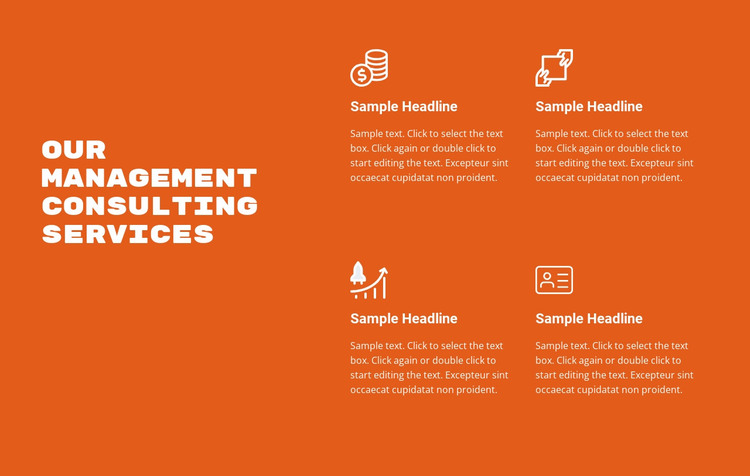 OUR
MANAGEMENT
CONSULTING
SERVICES
$
Sample Headline
Sample text. Click to select the text
box. Click again or double click to
start editing the text. Excepteur sint
occaecat cupidatat non proident.
Sample Headline
Sample text. Click to select the text
box. Click again or double click to
start editing the text. Excepteur sint
occaecat cupidatat non proident.
Sample Headline
Sample text. Click to select the text
box. Click again or double click to
start editing the text. Excepteur sint
occaecat cupidatat non proident.
Sample Headline
Sample text. Click to select the text
box. Click again or double click to
start editing the text. Excepteur sint
occaecat cupidatat non proident.